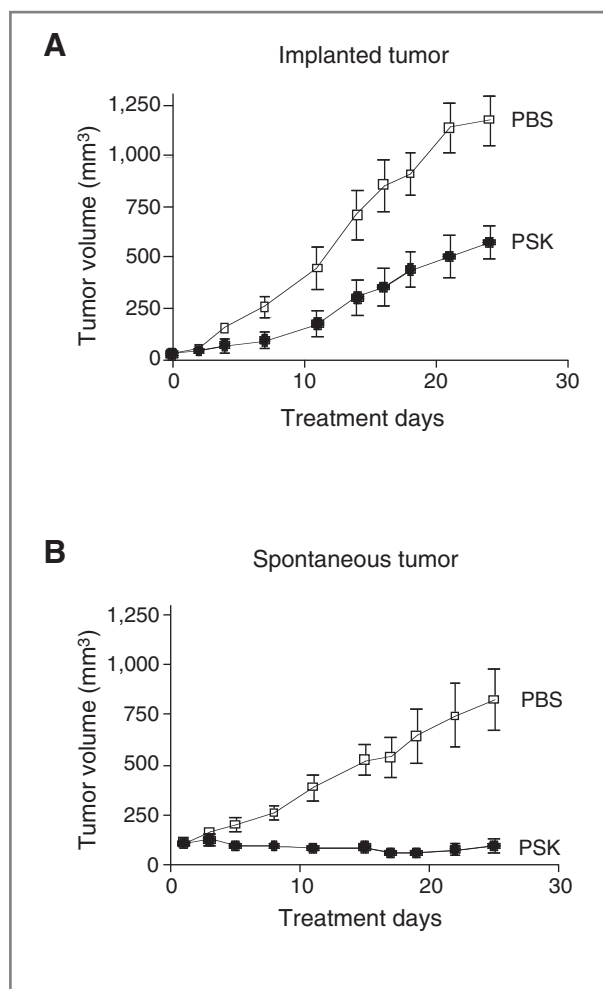 A
Implanted tumor
Tumor volume (mm³)
1,250
1,000
750
500
250
0
PBS
PSK
0 10 20 30
Treatment days
B
Spontaneous tumor
Tumor volume (mm³)
1,250
1,000
750
500
250
0
PBS
PSK
0 10 20 30
Treatment days